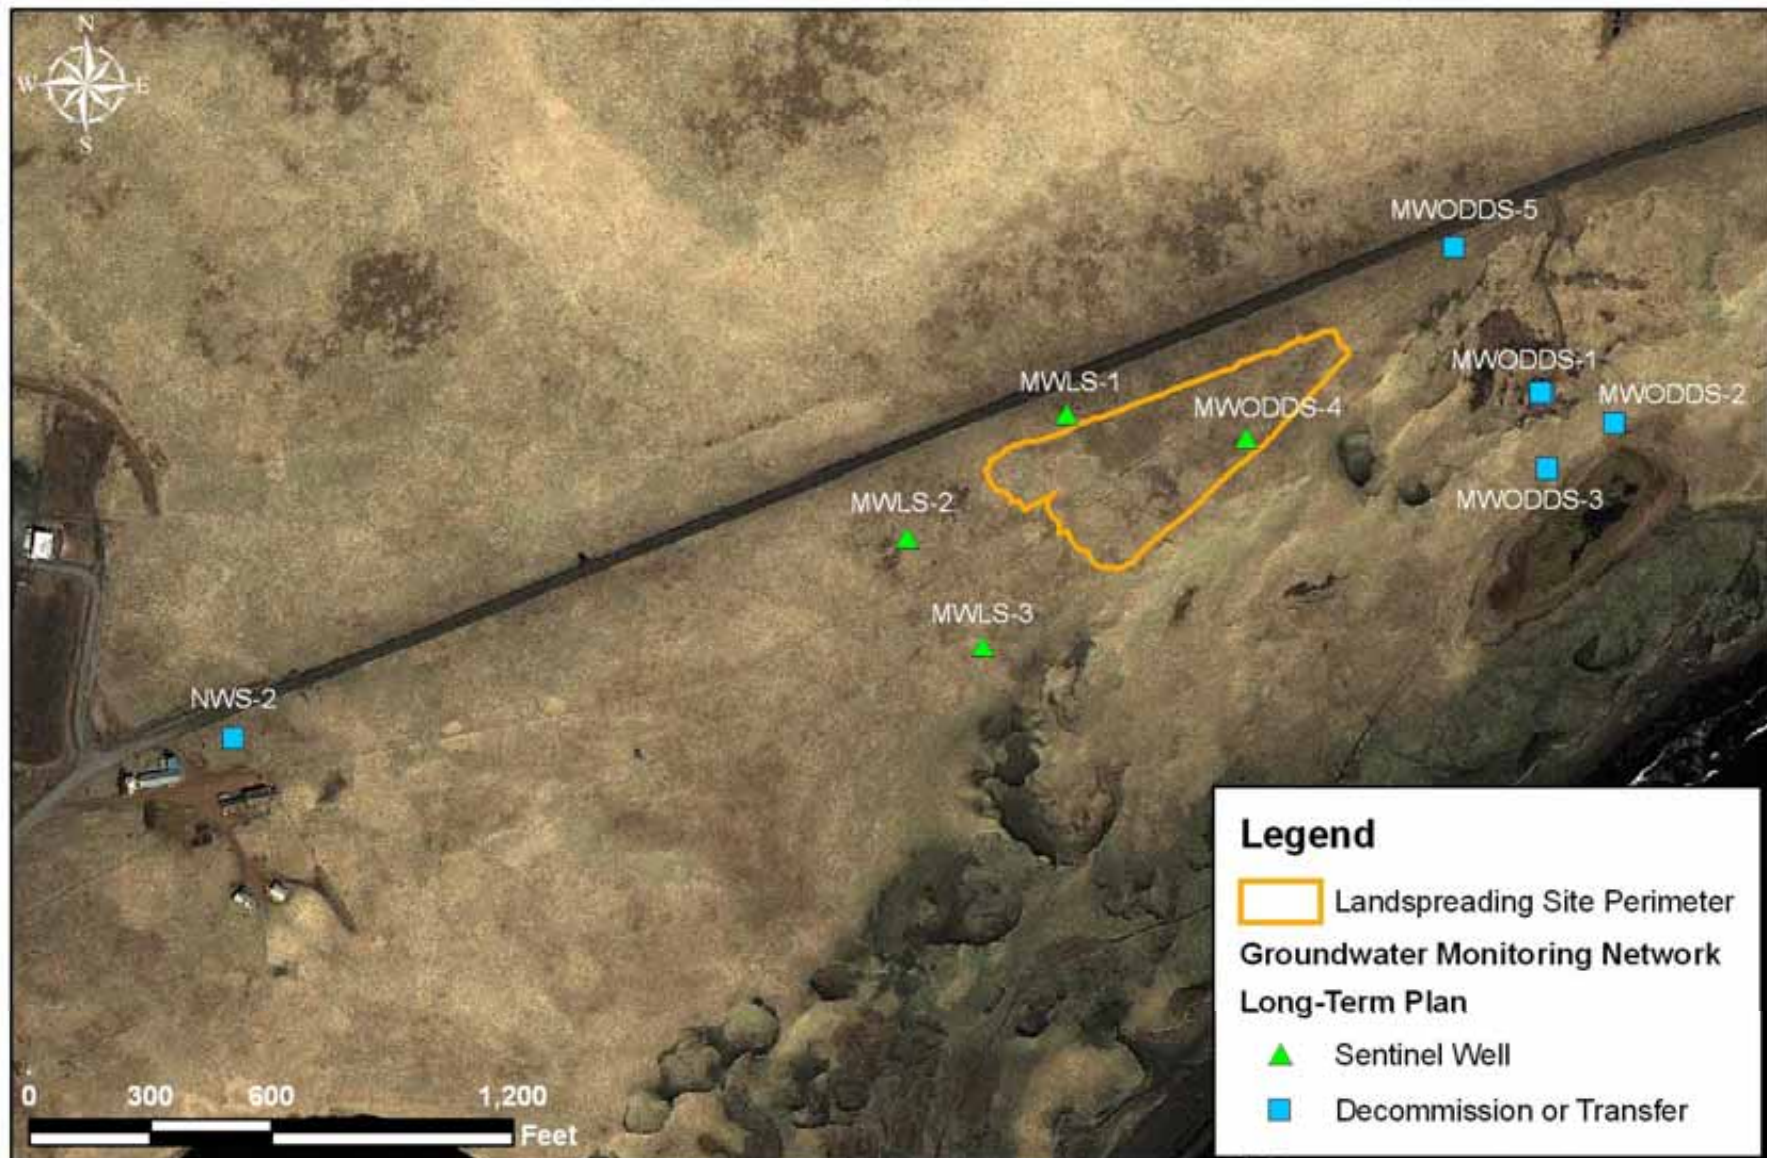 N
W E
S
MWODDS-5
MWODDS-1
MWLS-1
MWODDS-2
MWODDS-4
MWLS-2
MWODDS-3
MWLS-3
NWS-2
Legend
Landspreading Site Perimeter
Groundwater Monitoring Network
Long-Term Plan
Sentinel Well
Decommission or Transfer
0 300 600 1,200
Feet